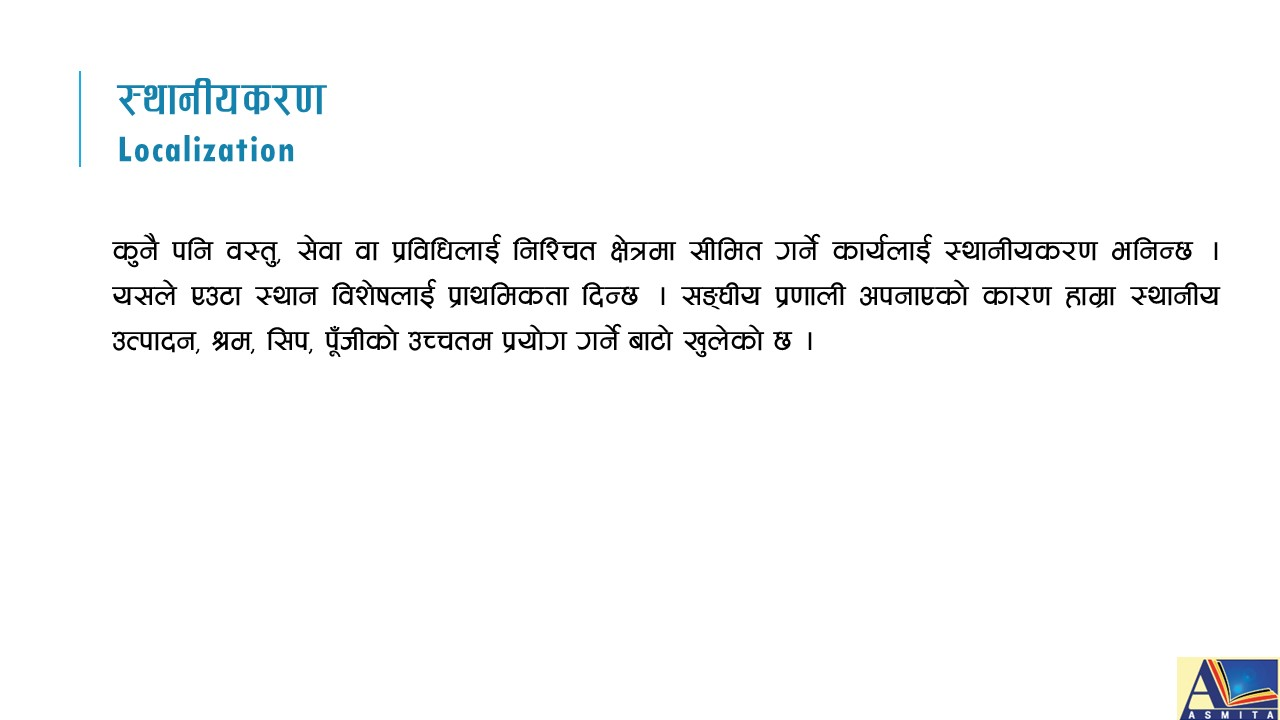 स्थानीयकरण
Localization
कुनै पनि वस्तु, सेवा वा प्रविधिलाई निश्चित क्षेत्रमा सीमित गर्ने कार्यलाई स्थानीयकरण भनिन्छ ।
यसले एउटा स्थान विशेषलाई प्राथमिकता दिन्छ । सङ्घीय प्रणाली अपनाएको कारण हाम्रा स्थानीय
उत्पादन, श्रम, सिप, पूँजीको उच्चतम प्रयोग गर्ने बाटो खुलेको छ ।
ASMITA